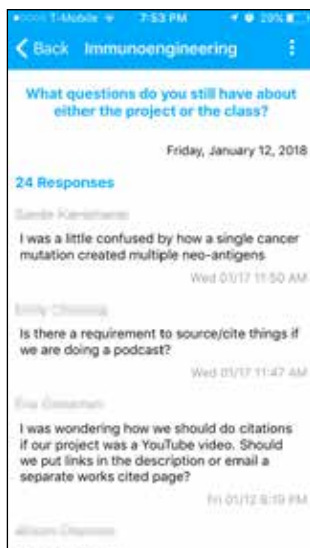 T-Mobile 7:53 PM 29%
Back Immunoengineering
What questions do you still have about
either the project or the class?
Friday, January 12, 2018
24 Responses
I was a little confused by how a single cancer
mutation created multiple neo-antigens
Wed 01/17 11:50 AM
Is there a requirement to source/cite things if
we are doing a podcast?
Wed 01/17 11:47 AM
I was wondering how we should do citations
if our project was a YouTube video. Should
we put links in the description or email a
separate works cited page?
Fri 01/12 8:19 PM